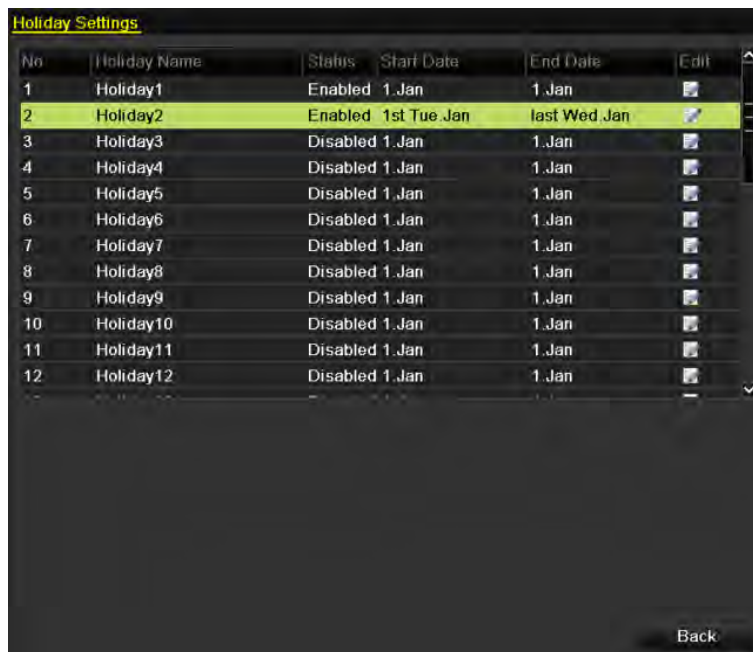 Holiday Settings
No. Holiday Name Status Start Date End Date Edit
1 Holiday1 Enabled 1.Jan 1.Jan
2 Holiday2 Enabled 1st Tue.Jan last Wed.Jan
3 Holiday3 Disabled 1.Jan 1.Jan
4 Holiday4 Disabled 1.Jan 1.Jan
5 Holiday5 Disabled 1.Jan 1.Jan
6 Holiday6 Disabled 1.Jan 1.Jan
7 Holiday7 Disabled 1.Jan 1.Jan
8 Holiday8 Disabled 1.Jan 1.Jan
9 Holiday9 Disabled 1.Jan 1.Jan
10 Holiday10 Disabled 1.Jan 1.Jan
11 Holiday11 Disabled 1.Jan 1.Jan
12 Holiday12 Disabled 1.Jan 1.Jan
Back